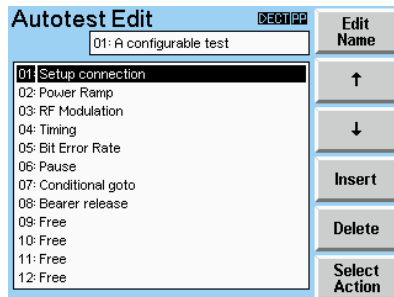 Autotest Edit
DECT PP
01: A configurable test
01: Setup connection
02: Power Ramp
03: RF Modulation
04: Timing
05: Bit Error Rate
06: Pause
07: Conditional goto
08: Bearer release
09: Free
10: Free
11: Free
12: Free
Edit
Name
↑
↓
Insert
Delete
Select
Action